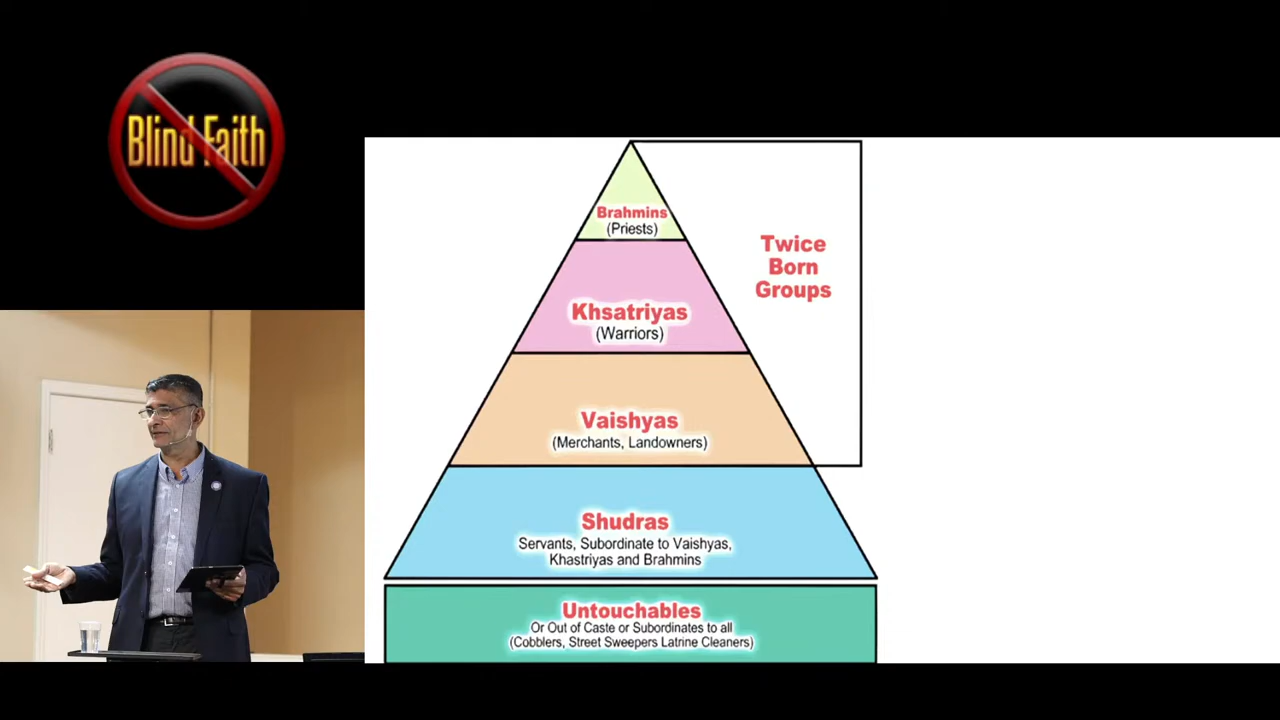 Blind Faith
Brahmins
(Priests)
Twice
Born
Groups
Khsatriyas
(Warriors)
Vaishyas
(Merchants, Landowners)
Shudras
Servants, Subordinate to Vaishyas,
Khastriyas and Brahmins
Untouchables
Or Out of Caste or Subordinates to all
(Cobblers, Street Sweepers Latrine Cleaners)